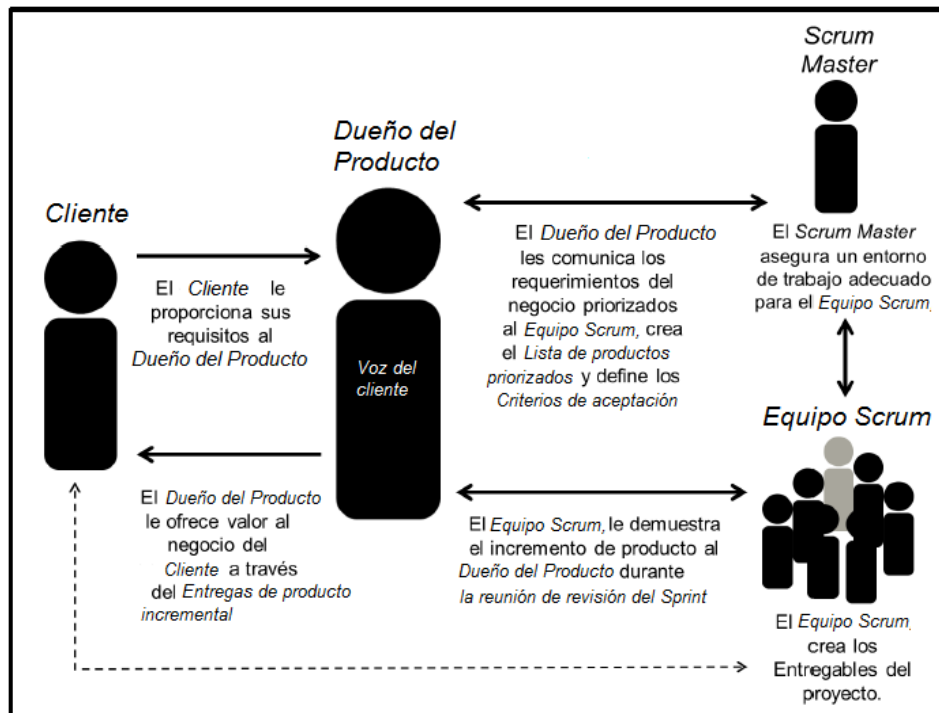 Scrum
Master
Dueño del
Producto
Cliente
El Cliente le
proporciona sus
requisitos al
Dueño del Producto
Voz del
cliente
El Dueño del Producto
les comunica los
requerimientos del
negocio priorizados
al Equipo Scrum, crea
el Lista de productos
priorizados y define los
Criterios de aceptación
El Scrum Master
asegura un entorno
de trabajo adecuado
para el Equipo Scrum,
Equipo Scrum
El Dueño del Producto
le ofrece valor al
negocio del
Cliente a través
del Entregas de producto
incremental
El Equipo Scrum, le demuestra
el incremento de producto al
Dueño del Producto durante
la reunión de revisión del Sprint
El Equipo Scrum,
crea los
Entregables del
proyecto.